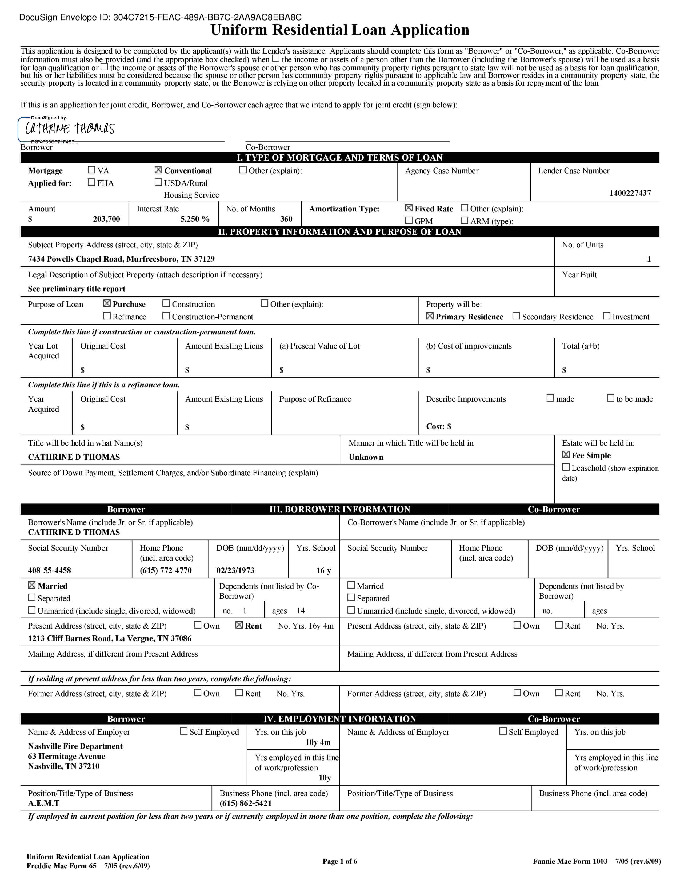 DocuSign Envelope ID: 304C7215-FEAC-489A-BB7C-2AA9AC8EBA8C
Uniform Residential Loan Application
This application is designed to be completed by the applicant(s) with the Lender's assistance. Applicants should complete this form as "Borrower" or "Co-Borrower," as applicable. Co-Borrower
information must also be provided (and the appropriate box checked) when ☐ the income or assets of a person other than the Borrower (including the Borrower's spouse) will be used as a basis
for loan qualification or ☐ the income or assets of the Borrower's spouse or other person who has community property rights pursuant to state law will not be used as a basis for loan qualification,
but his or her liabilities must be considered because the spouse or other person has community property rights pursuant to applicable law and Borrower resides in a community property state, the
security property is located in a community property state, or the Borrower is relying on other property located in a community property state as a basis for repayment of the loan
If this is an application for joint credit, Borrower, and Co-Borrower each agree that we intend to apply for joint credit (sign below):
DocuSigned by:
CATHRINE THOMAS
Borrower Co-Borrower
I. TYPE OF MORTGAGE AND TERMS OF LOAN
Mortgage ☐ VA ☒ Conventional ☐ Other (explain): Agency Case Number Lender Case Number
Applied for: ☐ FHA ☐ USDA/Rural
Housing Service 1400227437
Amount Interest Rate No. of Months Amortization Type: ☒ Fixed Rate ☐ Other (explain):
$ 203,700 5.250 % 360 ☐ GPM ☐ ARM (type):
II. PROPERTY INFORMATION AND PURPOSE OF LOAN
Subject Property Address (street, city, state & ZIP) No. of Units
7434 Powells Chapel Road, Murfreesboro, TN 37129 1
Legal Description of Subject Property (attach description if necessary) Year Built
See preliminary title report
Purpose of Loan ☒ Purchase ☐ Construction ☐ Other (explain): Property will be:
☐ Refinance ☐ Construction-Permanent ☒ Primary Residence ☐ Secondary Residence ☐ Investment
Complete this line if construction or construction-permanent loan.
Year Lot Original Cost Amount Existing Liens (a) Present Value of Lot (b) Cost of improvements Total (a+b)
Acquired
$ $ $ $ $
Complete this line if this is a refinance loan.
Year Original Cost Amount Existing Liens Purpose of Refinance Describe Improvements ☐ made ☐ to be made
Acquired
$ $ Cost: $
Title will be held in what Name(s) Manner in which Title will be held in Estate will be held in:
CATHRINE D THOMAS Unknown ☒ Fee Simple
Source of Down Payment, Settlement Charges, and/or Subordinate Financing (explain) ☐ Leasehold (show expiration
date)
Borrower III. BORROWER INFORMATION Co-Borrower
Borrower's Name (include Jr. or Sr. if applicable) Co-Borrower's Name (include Jr. or Sr. if applicable)
CATHRINE D THOMAS
Social Security Number Home Phone DOB (mm/dd/yyyy) Yrs. School Social Security Number Home Phone DOB (mm/dd/yyyy) Yrs. School
(incl. area code) (incl. area code)
408-55-4458 (615) 772-4770 02/23/1973 16 y
☒ Married Dependents (not listed by Co- ☐ Married Dependents (not listed by
☐ Separated Borrower) ☐ Separated Borrower)
☐ Unmarried (include single, divorced, widowed) no. 1 ages 14 ☐ Unmarried (include single, divorced, widowed) no. ages
Present Address (street, city, state & ZIP) ☐ Own ☒ Rent No. Yrs. 16y 4m Present Address (street, city, state & ZIP) ☐ Own ☐ Rent No. Yrs.
1213 Cliff Barnes Road, La Vergne, TN 37086
Mailing Address, if different from Present Address Mailing Address, if different from Present Address
If residing at present address for less than two years, complete the following:
Former Address (street, city, state & ZIP) ☐ Own ☐ Rent No. Yrs. Former Address (street, city, state & ZIP) ☐ Own ☐ Rent No. Yrs.
Borrower IV. EMPLOYMENT INFORMATION Co-Borrower
Name & Address of Employer ☐ Self Employed Yrs. on this job Name & Address of Employer ☐ Self Employed Yrs. on this job
Nashville Fire Department 10y 4m
63 Hermitage Avenue Yrs employed in this line Yrs employed in this line
Nashville, TN 37210 of work/profession of work/profession
10y
Position/Title/Type of Business Business Phone (incl. area code) Position/Title/Type of Business Business Phone (incl. area code)
A.E.M.T (615) 862-5421
If employed in current position for less than two years or if currently employed in more than one position, complete the following:
Uniform Residential Loan Application
Freddie Mac Form 65 7/05 (rev.6/09) Page 1 of 6 Fannie Mae Form 1003 7/05 (rev.6/09)